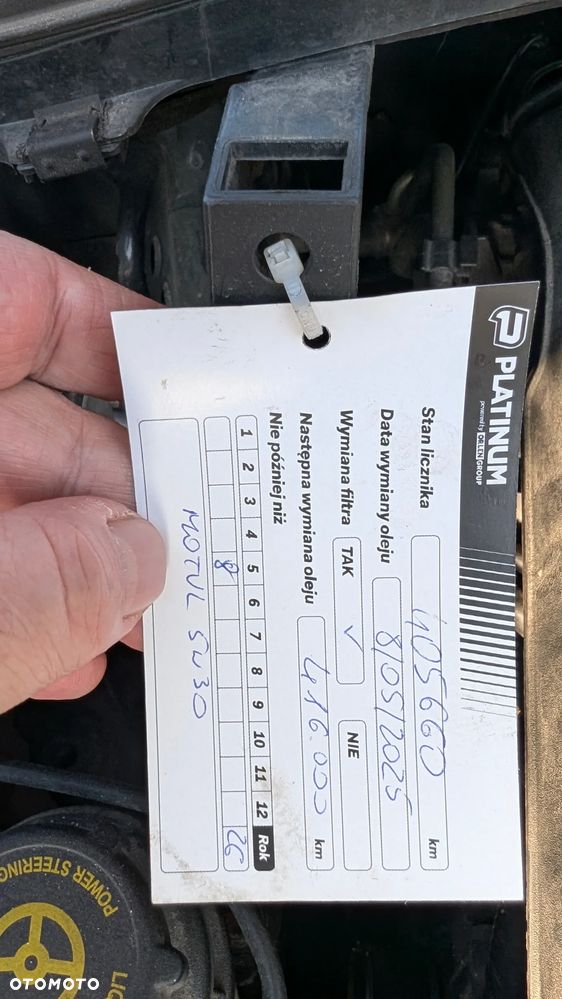 PLATINUM
powered by ORLEN GROUP
Stan licznika 405660 km
Data wymiany oleju 8/05/2025
Wymiana filtra TAK ✓ NIE
Następna wymiana oleju 416.000 km
Nie później niż
1 2 3 4 5 6 7 8 9 10 11 12 Rok
8 26
MOTUL 5W30
POWER STEERING
OTOMOTO